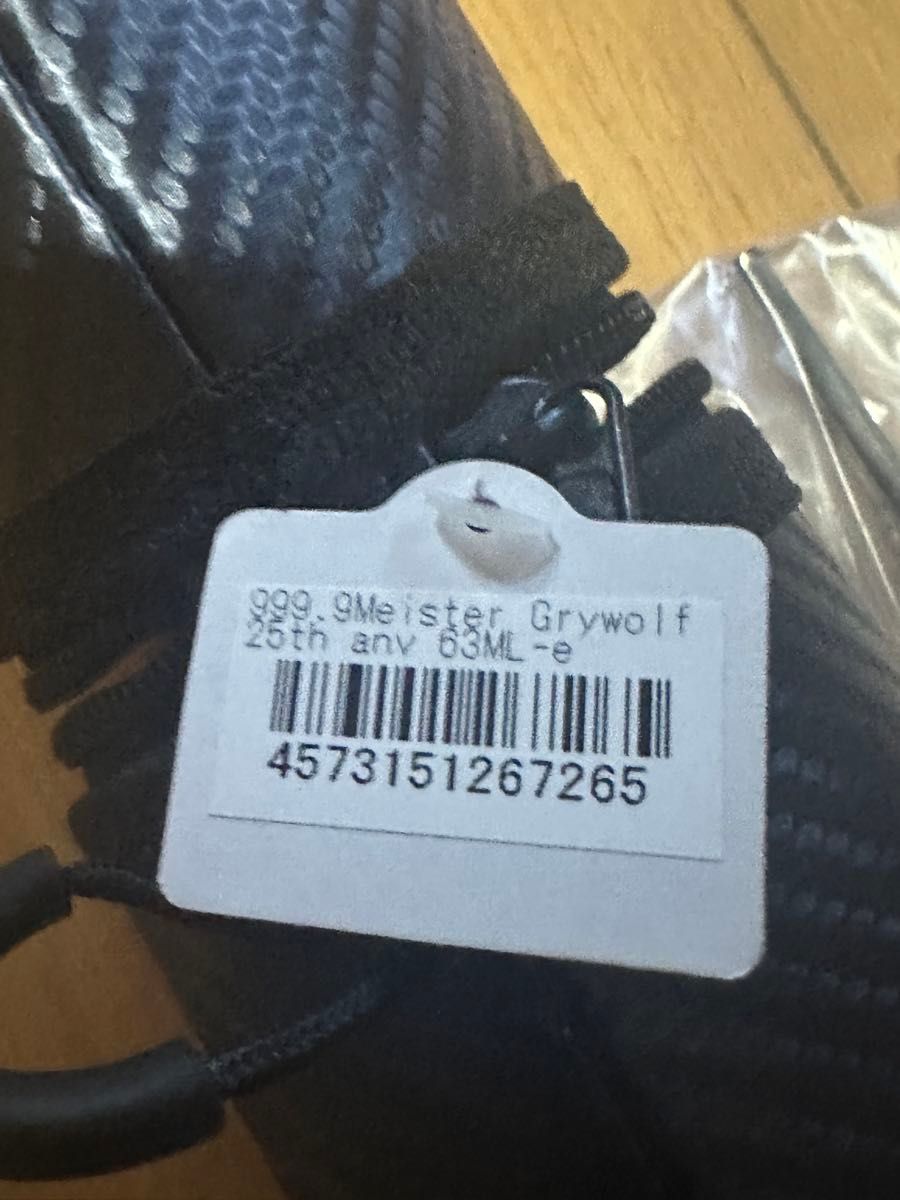 999.9Meister Grywolf
25th anv 63ML-e
4573151267265